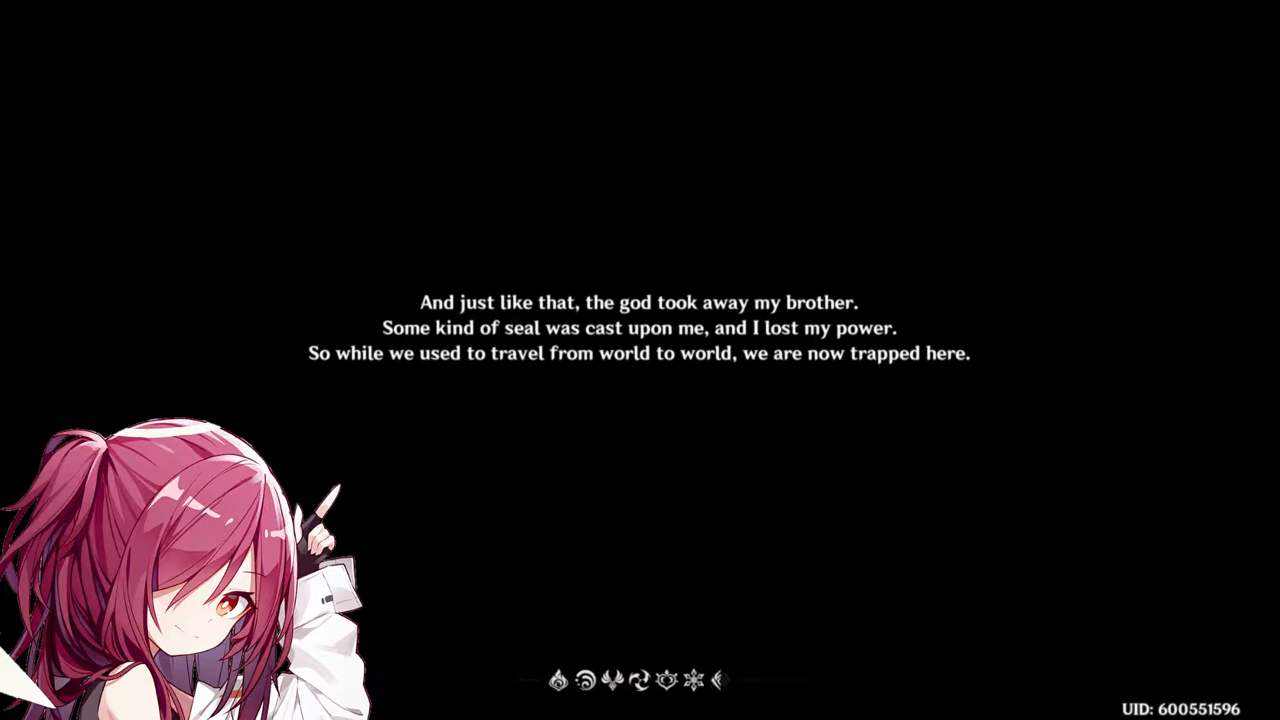 And just like that, the god took away my brother.
Some kind of seal was cast upon me, and I lost my power.
So while we used to travel from world to world, we are now trapped here.
UID: 600551596